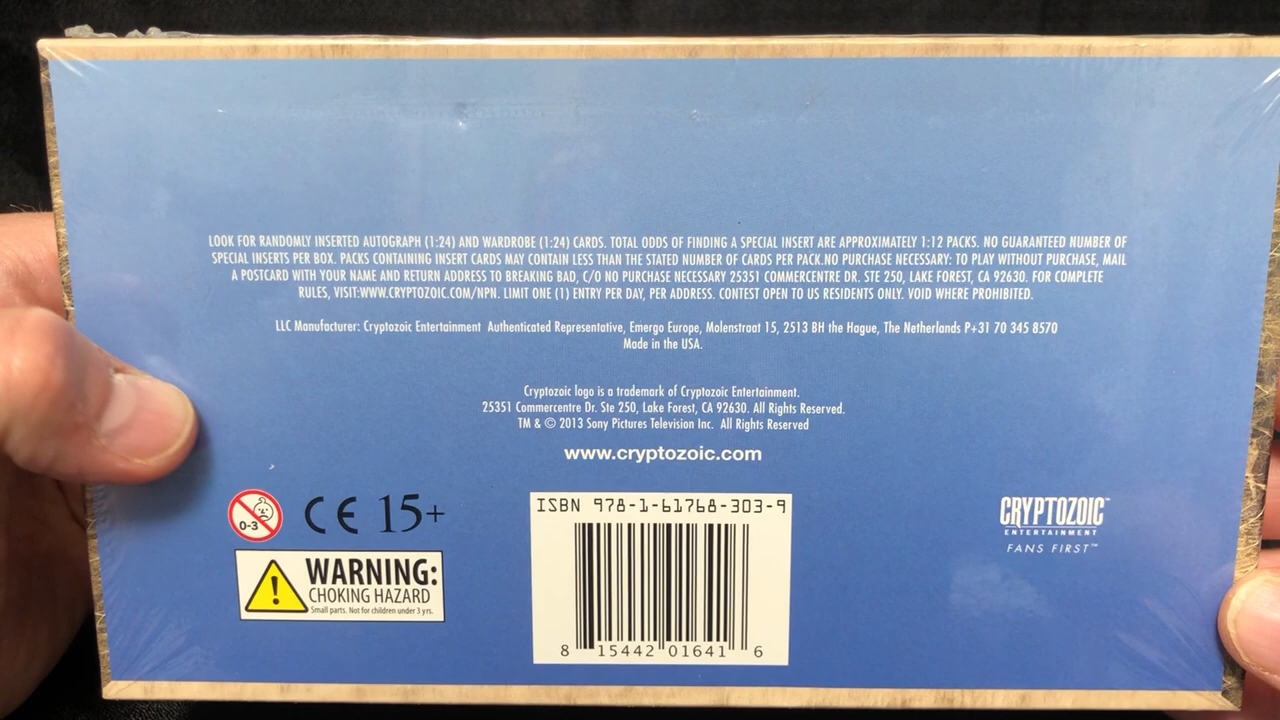 LOOK FOR RANDOMLY INSERTED AUTOGRAPH (1:24) AND WARDROBE (1:24) CARDS. TOTAL ODDS OF FINDING A SPECIAL INSERT ARE APPROXIMATELY 1:12 PACKS. NO GUARANTEED NUMBER OF
SPECIAL INSERTS PER BOX. PACKS CONTAINING INSERT CARDS MAY CONTAIN LESS THAN THE STATED NUMBER OF CARDS PER PACK.NO PURCHASE NECESSARY: TO PLAY WITHOUT PURCHASE, MAIL
A POSTCARD WITH YOUR NAME AND RETURN ADDRESS TO BREAKING BAD, C/O NO PURCHASE NECESSARY 25351 COMMERCENTRE DR. STE 250, LAKE FOREST, CA 92630. FOR COMPLETE
RULES, VISIT:WWW.CRYPTOZOIC.COM/NPN. LIMIT ONE (1) ENTRY PER DAY, PER ADDRESS. CONTEST OPEN TO US RESIDENTS ONLY. VOID WHERE PROHIBITED.
LLC Manufacturer: Cryptozoic Entertainment Authenticated Representative, Emergo Europe, Molenstraat 15, 2513 BH the Hague, The Netherlands P+31 70 345 8570
Made in the USA.
Cryptozoic logo is a trademark of Cryptozoic Entertainment.
25351 Commercentre Dr. Ste 250, Lake Forest, CA 92630. All Rights Reserved.
TM & © 2013 Sony Pictures Television Inc. All Rights Reserved
www.cryptozoic.com
0-3 CE 15+
WARNING:
CHOKING HAZARD
Small parts. Not for children under 3 yrs.
ISBN 978-1-61768-303-9
8 15442 01641 6
CRYPTOZOIC™
ENTERTAINMENT
FANS FIRST™